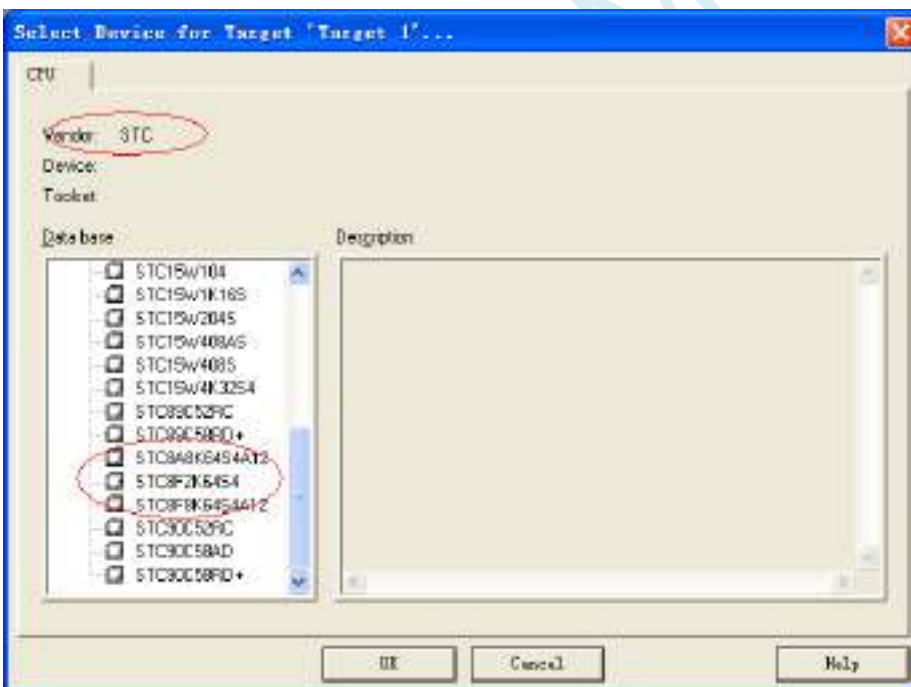 Select Device for Target 'Target 1'...
CPU
Vendor: STC
Device:
Toolset:
Data base
Description:
STC15W104
STC15W1K16S
STC15W204S
STC15W408AS
STC15W408S
STC15W4K32S4
STC89C52RC
STC89C58RD+
STC8A8K64S4A12
STC8F2K64S4
STC8F8K64S4A12
STC90C52RC
STC90C58AD
STC90C58RD+
OK
Cancel
Help